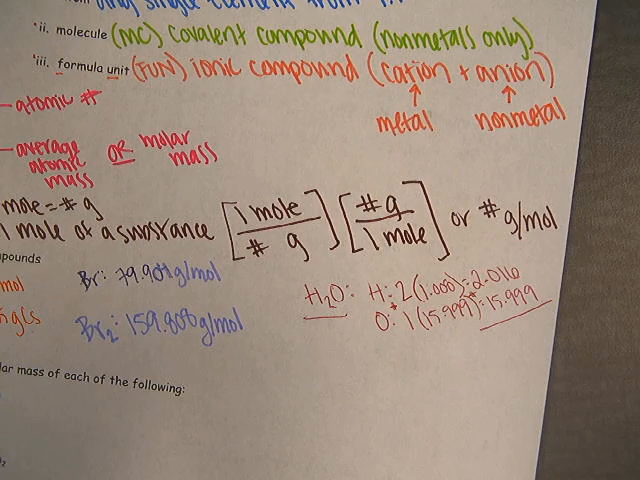 single element from
ii. molecule (MC) covalent compound (nonmetals only)
iii. formula unit (FUN) ionic compound (cation + anion)
metal nonmetal
- atomic #
- average atomic mass OR molar mass
mole = # g
1 mole of a substance [1 mole / # g] [# g / 1 mole] or # g/mol
pounds
mol
Br: 79.904 g/mol
H2O: H: 2(1.008) = 2.016
O: 1(15.999) = 15.999
Br2: 159.808 g/mol
lar mass of each of the following: